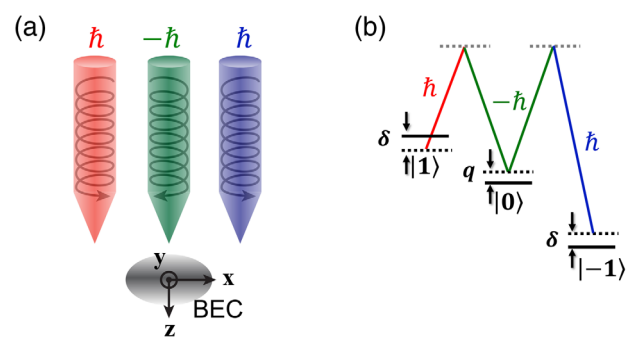 (a)
ħ
−ħ
ħ
y
x
BEC
z
(b)
ħ
−ħ
ħ
δ
|1⟩
q
|0⟩
δ
|−1⟩